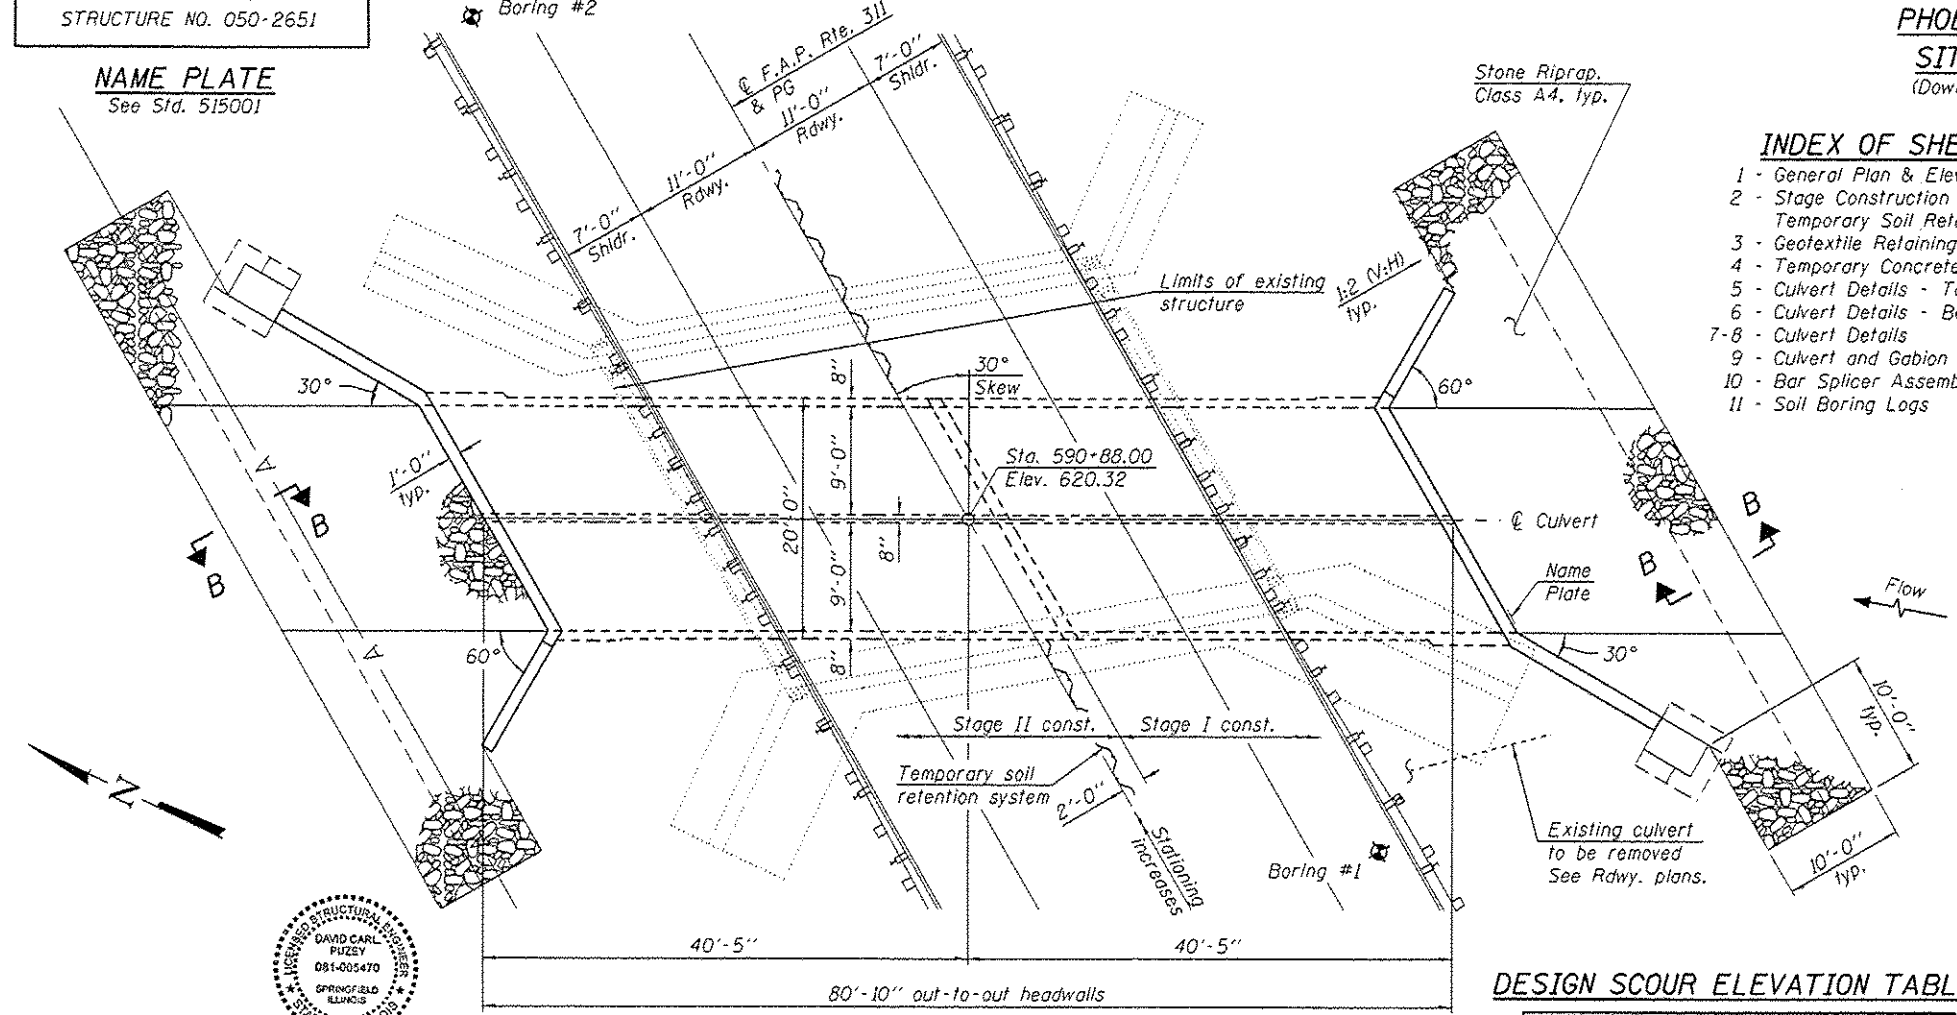 STRUCTURE NO. 050-2651
NAME PLATE
See Std. 515001
Boring #2
℄ F.A.P. Rte. 311
& PG
7'-0"
Shldr.
11'-0"
Rdwy.
11'-0"
Rdwy.
7'-0"
Shldr.
Stone Riprap.
Class A4. typ.
(Dow
INDEX OF SHE
1 - General Plan & Elev
2 - Stage Construction
Temporary Soil Rete
3 - Geotextile Retaining
4 - Temporary Concrete
5 - Culvert Details - To
6 - Culvert Details - Bo
7-8 - Culvert Details
9 - Culvert and Gabion
10 - Bar Splicer Assemb
11 - Soil Boring Logs
Limits of existing
structure
1:2 (V:H)
typ.
30°
30°
Skew
60°
8"
1'-0"
typ.
9'-0"
20'-0"
8"
9'-0"
8"
Sta. 590+88.00
Elev. 620.32
℄ Culvert
A
A
B
B
B
B
Name
Plate
Flow
60°
30°
10'-0"
typ.
10'-0"
typ.
Stage II const.
Stage I const.
Temporary soil
retention system
2'-0"
Stationing
increases
N
Boring #1
Existing culvert
to be removed
See Rdwy. plans.
LICENSED STRUCTURAL ENGINEER
DAVID CARL
PUZEY
081-005470
SPRINGFIELD
ILLINOIS
40'-5"
40'-5"
80'-10" out-to-out headwalls
DESIGN SCOUR ELEVATION TABL